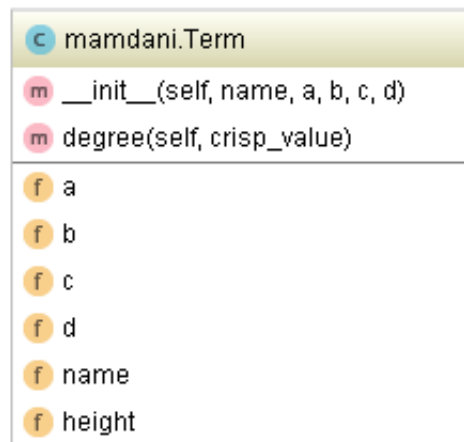 C mamdani.Term
m __init__(self, name, a, b, c, d)
m degree(self, crisp_value)
f a
f b
f c
f d
f name
f height